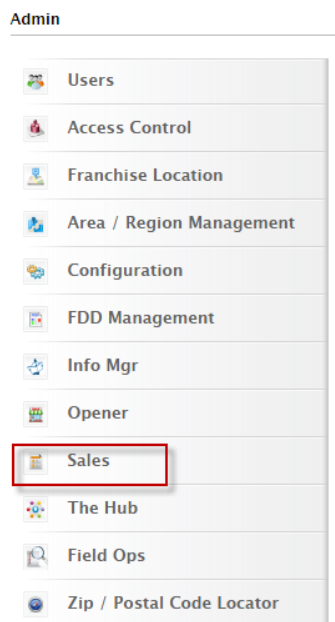 Admin
Users
Access Control
Franchise Location
Area / Region Management
Configuration
FDD Management
Info Mgr
Opener
Sales
The Hub
Field Ops
Zip / Postal Code Locator